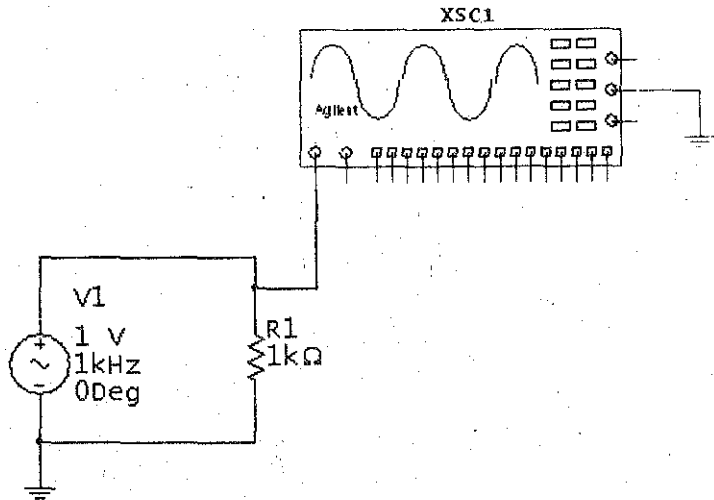 XSC1
Agilent
V1
1 V
1kHz
0Deg
R1
1kΩ